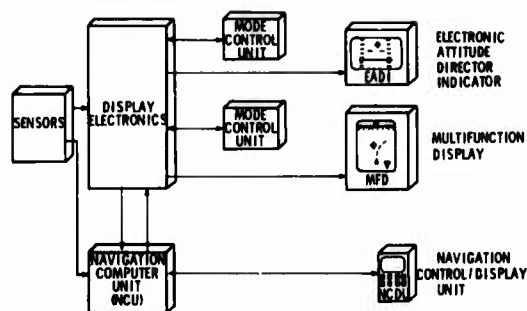 MODE
CONTROL
UNIT
ELECTRONIC
ATTITUDE
DIRECTOR
INDICATOR
EADI
SENSORS
DISPLAY
ELECTRONICS
MODE
CONTROL
UNIT
MULTIFUNCTION
DISPLAY
MFD
NAVIGATION
COMPUTER
UNIT
(NCU)
NCDU
NAVIGATION
CONTROL/DISPLAY
UNIT